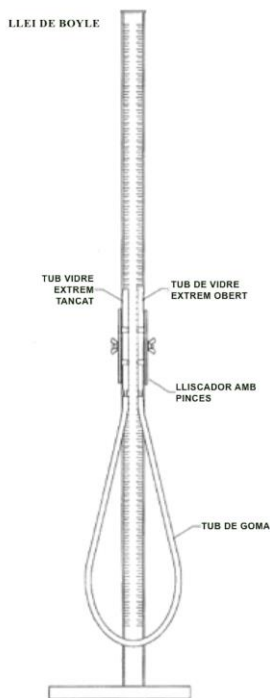 LLEI DE BOYLE
TUB VIDRE
EXTREM
TANCAT
TUB DE VIDRE
EXTREM OBERT
LLISCADOR AMB
PINCES
TUB DE GOMA